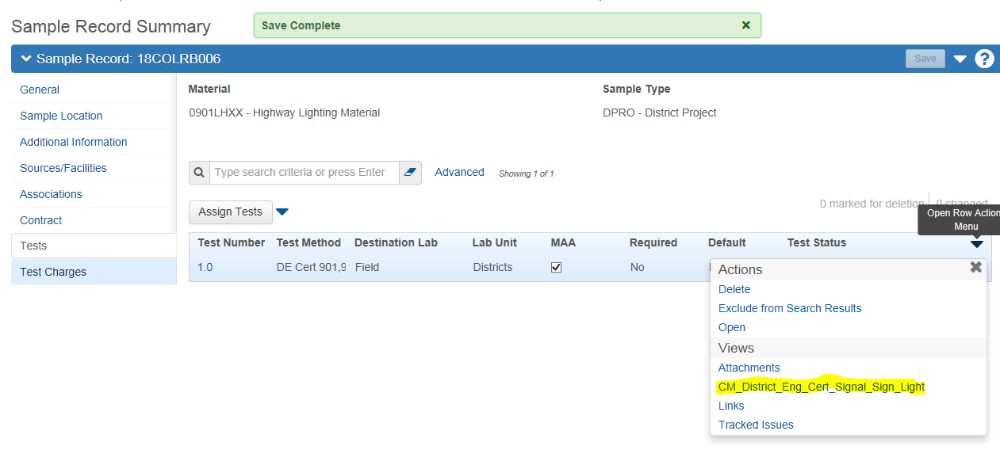 Sample Record Summary
Save Complete
Sample Record: 18COLRB006
Save
?
General
Sample Location
Additional Information
Sources/Facilities
Associations
Contract
Tests
Test Charges
Material
Sample Type
0901LHXX - Highway Lighting Material
DPRO - District Project
Type search criteria or press Enter
Advanced
Showing 1 of 1
Assign Tests
0 marked for deletion
0 changed
Open Row Action
Menu
Test Number Test Method Destination Lab Lab Unit MAA Required Default Test Status
1.0 DE Cert 901,9 Field Districts No
Actions
Delete
Exclude from Search Results
Open
Views
Attachments
CM_District_Eng_Cert_Signal_Sign_Light
Links
Tracked Issues